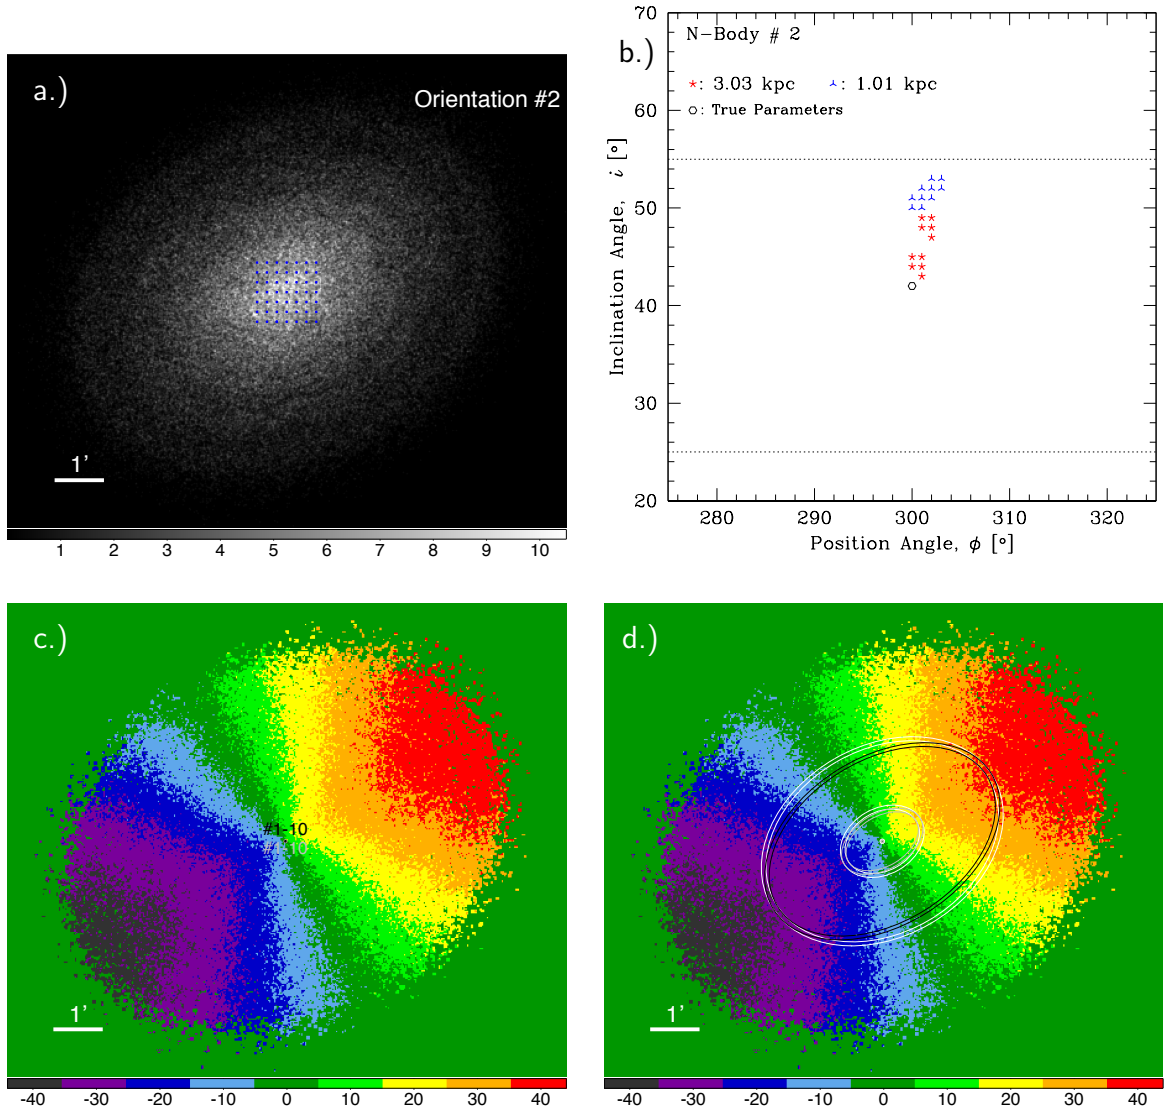 a.)
Orientation #2
1'
1 2 3 4 5 6 7 8 9 10
b.)
N-Body # 2
: 3.03 kpc : 1.01 kpc
: True Parameters
70
60
50
40
30
20
Inclination Angle, i [°]
280 290 300 310 320
Position Angle, ϕ [°]
c.)
#1-10
1'
-40 -30 -20 -10 0 10 20 30 40
d.)
1'
-40 -30 -20 -10 0 10 20 30 40